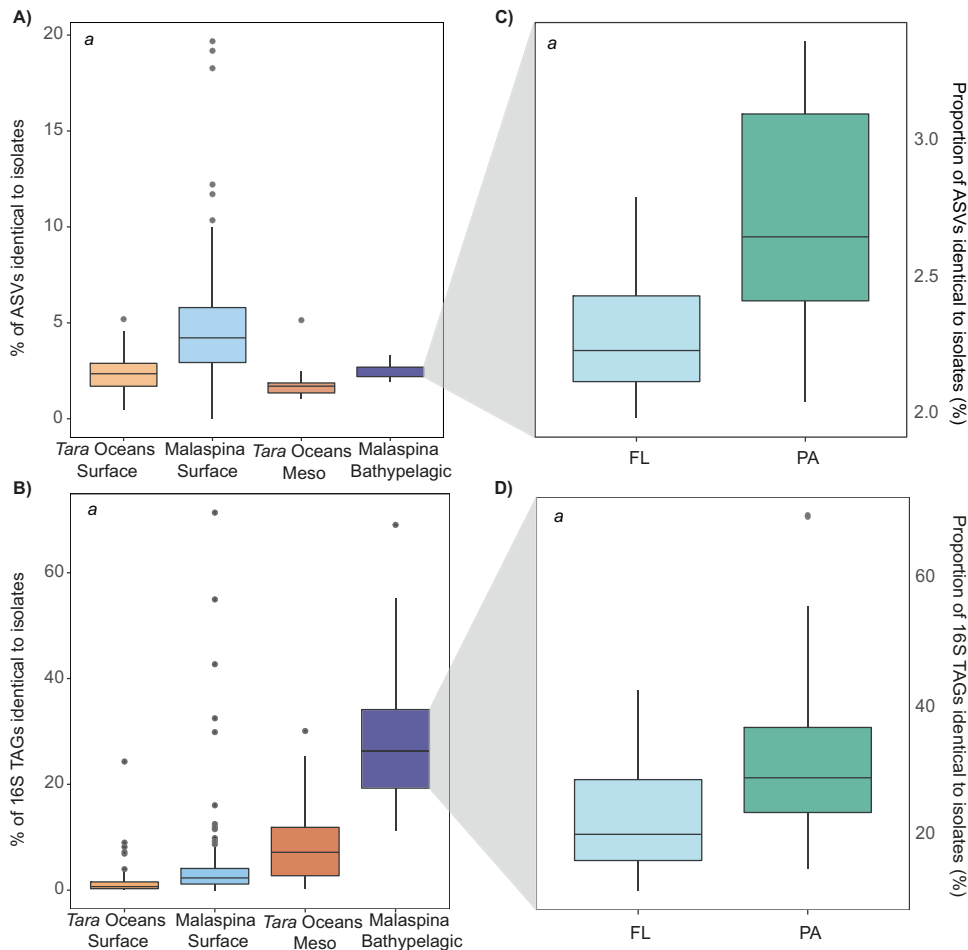 A)
a
% of ASVs identical to isolates
20
15
10
5
0
Tara Oceans
Surface
Malaspina
Surface
Tara Oceans
Meso
Malaspina
Bathypelagic
C)
a
Proportion of ASVs identical to isolates (%)
3.0
2.5
2.0
FL
PA
B)
a
% of 16S TAGs identical to isolates
60
40
20
0
Tara Oceans
Surface
Malaspina
Surface
Tara Oceans
Meso
Malaspina
Bathypelagic
D)
a
Proportion of 16S TAGs identical to isolates (%)
60
40
20
FL
PA